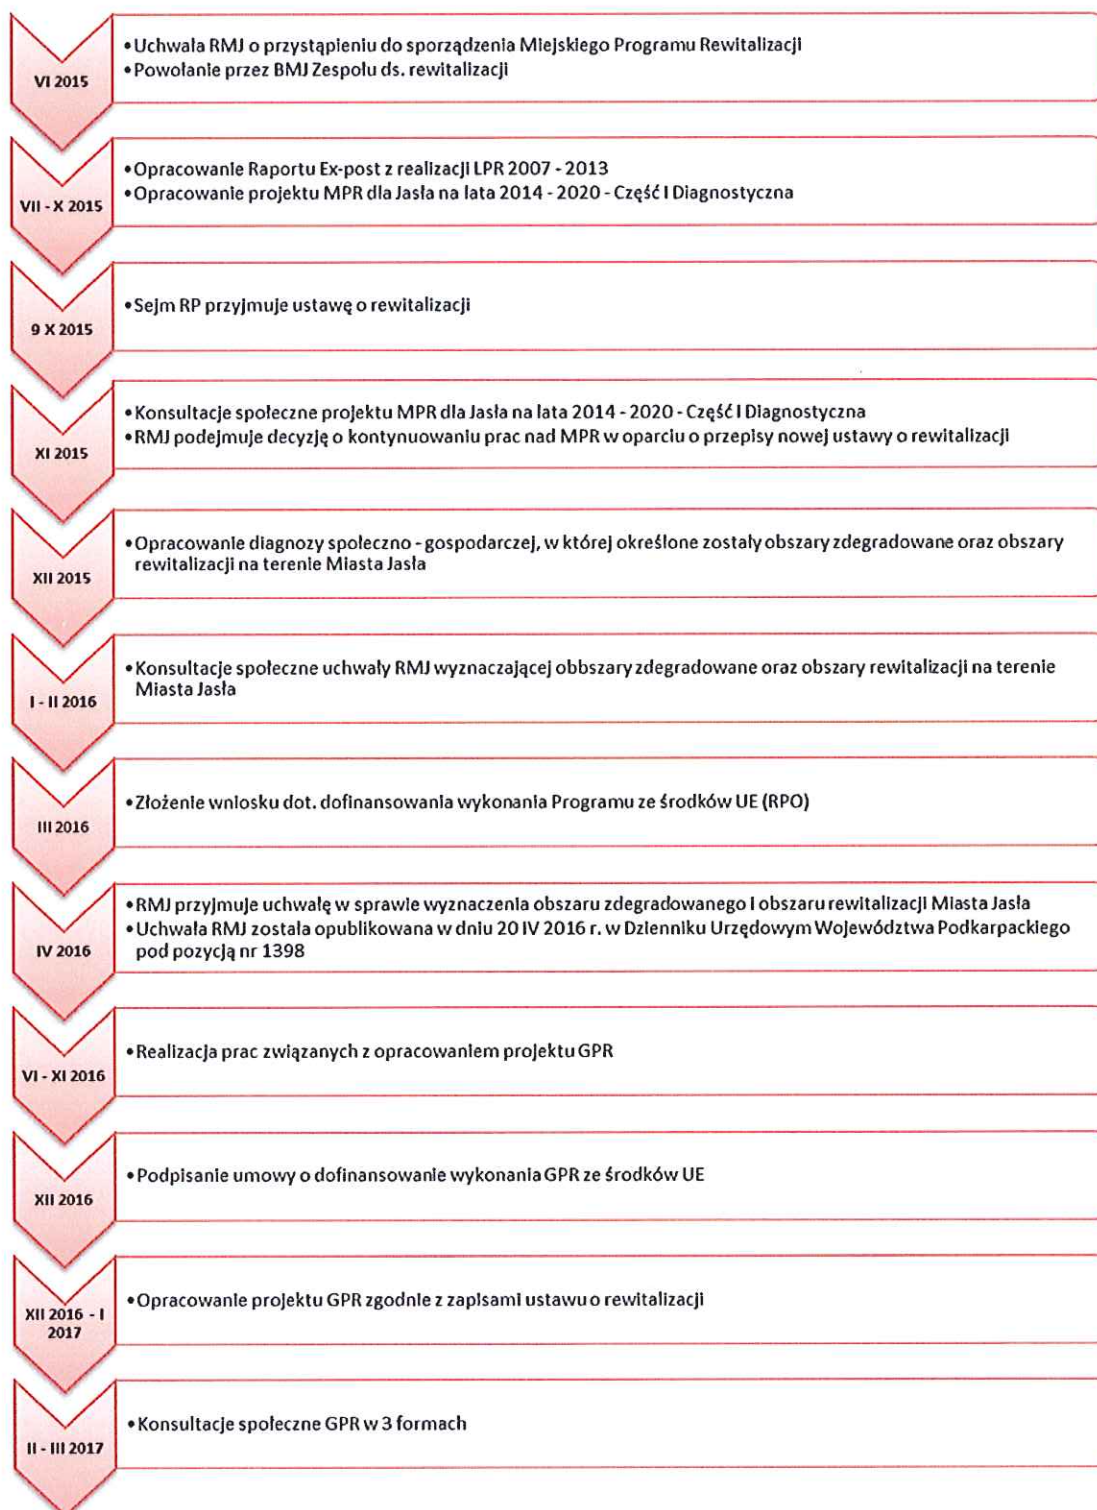 VI 2015
•Uchwała RMJ o przystąpieniu do sporządzenia Miejskiego Programu Rewitalizacji
•Powołanie przez BMJ Zespołu ds. rewitalizacji
VII - X 2015
•Opracowanie Raportu Ex-post z realizacji LPR 2007 - 2013
•Opracowanie projektu MPR dla Jasła na lata 2014 - 2020 - Część I Diagnostyczna
9 X 2015
•Sejm RP przyjmuje ustawę o rewitalizacji
XI 2015
•Konsultacje społeczne projektu MPR dla Jasła na lata 2014 - 2020 - Część I Diagnostyczna
•RMJ podejmuje decyzję o kontynuowaniu prac nad MPR w oparciu o przepisy nowej ustawy o rewitalizacji
XII 2015
•Opracowanie diagnozy społeczno - gospodarczej, w której określone zostały obszary zdegradowane oraz obszary
rewitalizacji na terenie Miasta Jasła
I - II 2016
•Konsultacje społeczne uchwały RMJ wyznaczającej obbszary zdegradowane oraz obszary rewitalizacji na terenie
Miasta Jasła
III 2016
•Złożenie wniosku dot. dofinansowania wykonania Programu ze środków UE (RPO)
IV 2016
•RMJ przyjmuje uchwałę w sprawie wyznaczenia obszaru zdegradowanego i obszaru rewitalizacji Miasta Jasła
•Uchwała RMJ została opublikowana w dniu 20 IV 2016 r. w Dzienniku Urzędowym Województwa Podkarpackiego
pod pozycją nr 1398
VI - XI 2016
•Realizacja prac związanych z opracowaniem projektu GPR
XII 2016
•Podpisanie umowy o dofinansowanie wykonania GPR ze środków UE
XII 2016 - I
2017
•Opracowanie projektu GPR zgodnie z zapisami ustawu o rewitalizacji
II - III 2017
•Konsultacje społeczne GPR w 3 formach